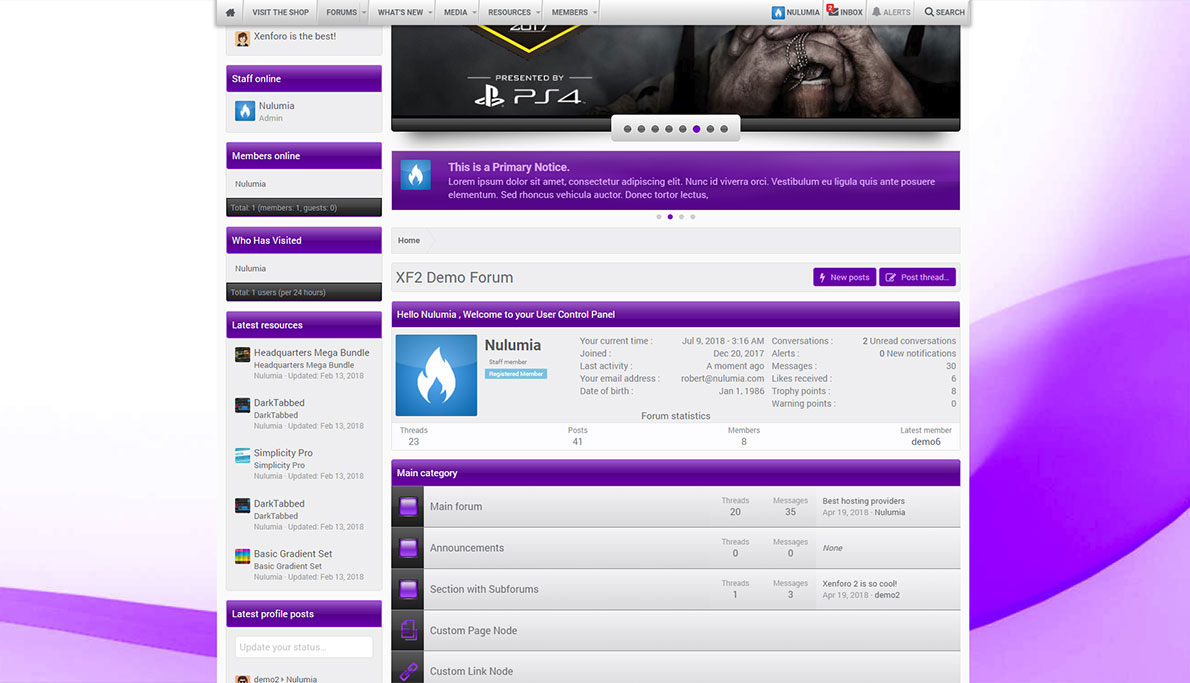 VISIT THE SHOP FORUMS WHAT'S NEW MEDIA RESOURCES MEMBERS NULUMIA 2 INBOX ALERTS SEARCH
Xenforo is the best!
Staff online
Nulumia
Admin
Members online
Nulumia
Total: 1 (members: 1, guests: 0)
Who Has Visited
Nulumia
Total: 1 users (per 24 hours)
Latest resources
Headquarters Mega Bundle
Headquarters Mega Bundle
Nulumia · Updated: Feb 13, 2018
DarkTabbed
DarkTabbed
Nulumia · Updated: Feb 13, 2018
Simplicity Pro
Simplicity Pro
Nulumia · Updated: Feb 13, 2018
DarkTabbed
DarkTabbed
Nulumia · Updated: Feb 13, 2018
Basic Gradient Set
Basic Gradient Set
Nulumia · Updated: Feb 13, 2018
Latest profile posts
Update your status...
demo2 Nulumia
2017
PRESENTED BY
PS4
This is a Primary Notice.
Lorem ipsum dolor sit amet, consectetur adipiscing elit. Nunc id viverra orci. Vestibulum eu ligula quis ante posuere
elementum. Sed rhoncus vehicula auctor. Donec tortor lectus,
Home
XF2 Demo Forum
New posts Post thread...
Hello Nulumia , Welcome to your User Control Panel
Nulumia
Staff member
Registered Member
Your current time : Jul 9, 2018 - 3:16 AM
Joined : Dec 20, 2017
Last activity : A moment ago
Your email address : robert@nulumia.com
Date of birth : Jan 1, 1986
Conversations : 2 Unread conversations
Alerts : 0 New notifications
Messages : 30
Likes received : 6
Trophy points : 8
Warning points : 0
Forum statistics
Threads Posts Members Latest member
23 41 8 demo6
Main category
Main forum
Threads Messages
20 35
Best hosting providers
Apr 19, 2018 · Nulumia
Announcements
Threads Messages
0 0
None
Section with Subforums
Threads Messages
1 3
Xenforo 2 is so cool!
Apr 19, 2018 · demo2
Custom Page Node
Custom Link Node